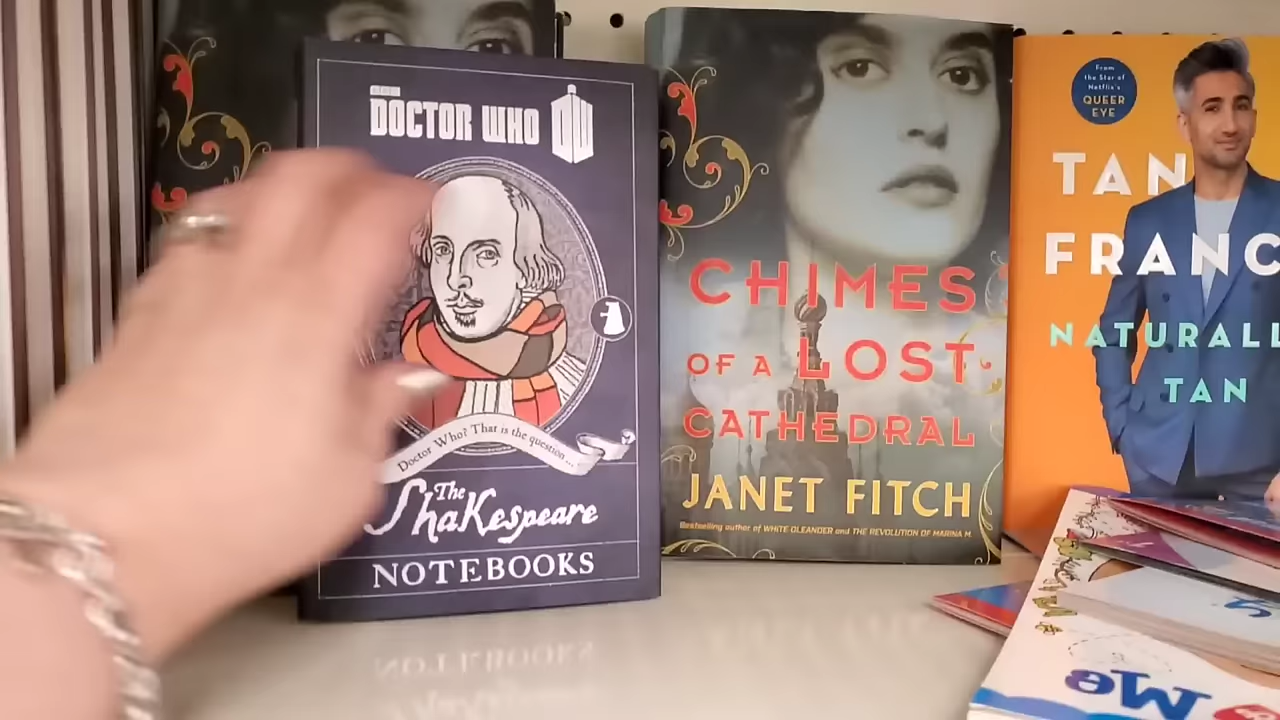 BBC
DOCTOR WHO
Doctor Who? That is the question...
The
Shakespeare
NOTEBOOKS
CHIMES
OF A LOST
CATHEDRAL
JANET FITCH
Bestselling author of WHITE OLEANDER and THE REVOLUTION OF MARINA M.
From
the Star of
Netflix's
QUEER
EYE
TAN
FRANC
NATURALL
TAN
Me